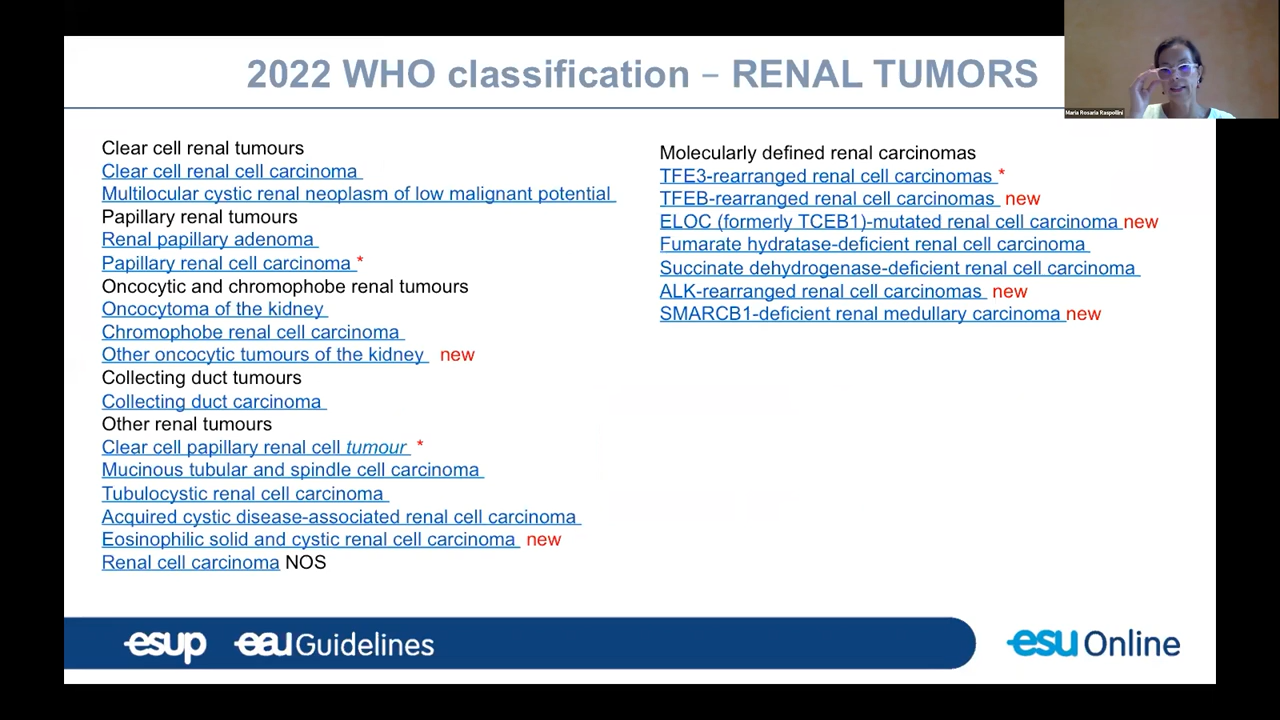 2022 WHO classification – RENAL TUMORS
Maria Rosaria Raspollini
Clear cell renal tumours
Clear cell renal cell carcinoma
Multilocular cystic renal neoplasm of low malignant potential
Papillary renal tumours
Renal papillary adenoma
Papillary renal cell carcinoma *
Oncocytic and chromophobe renal tumours
Oncocytoma of the kidney
Chromophobe renal cell carcinoma
Other oncocytic tumours of the kidney new
Collecting duct tumours
Collecting duct carcinoma
Other renal tumours
Clear cell papillary renal cell tumour *
Mucinous tubular and spindle cell carcinoma
Tubulocystic renal cell carcinoma
Acquired cystic disease-associated renal cell carcinoma
Eosinophilic solid and cystic renal cell carcinoma new
Renal cell carcinoma NOS
Molecularly defined renal carcinomas
TFE3-rearranged renal cell carcinomas *
TFEB-rearranged renal cell carcinomas new
ELOC (formerly TCEB1)-mutated renal cell carcinoma new
Fumarate hydratase-deficient renal cell carcinoma
Succinate dehydrogenase-deficient renal cell carcinoma
ALK-rearranged renal cell carcinomas new
SMARCB1-deficient renal medullary carcinoma new
esup eau Guidelines
esu Online